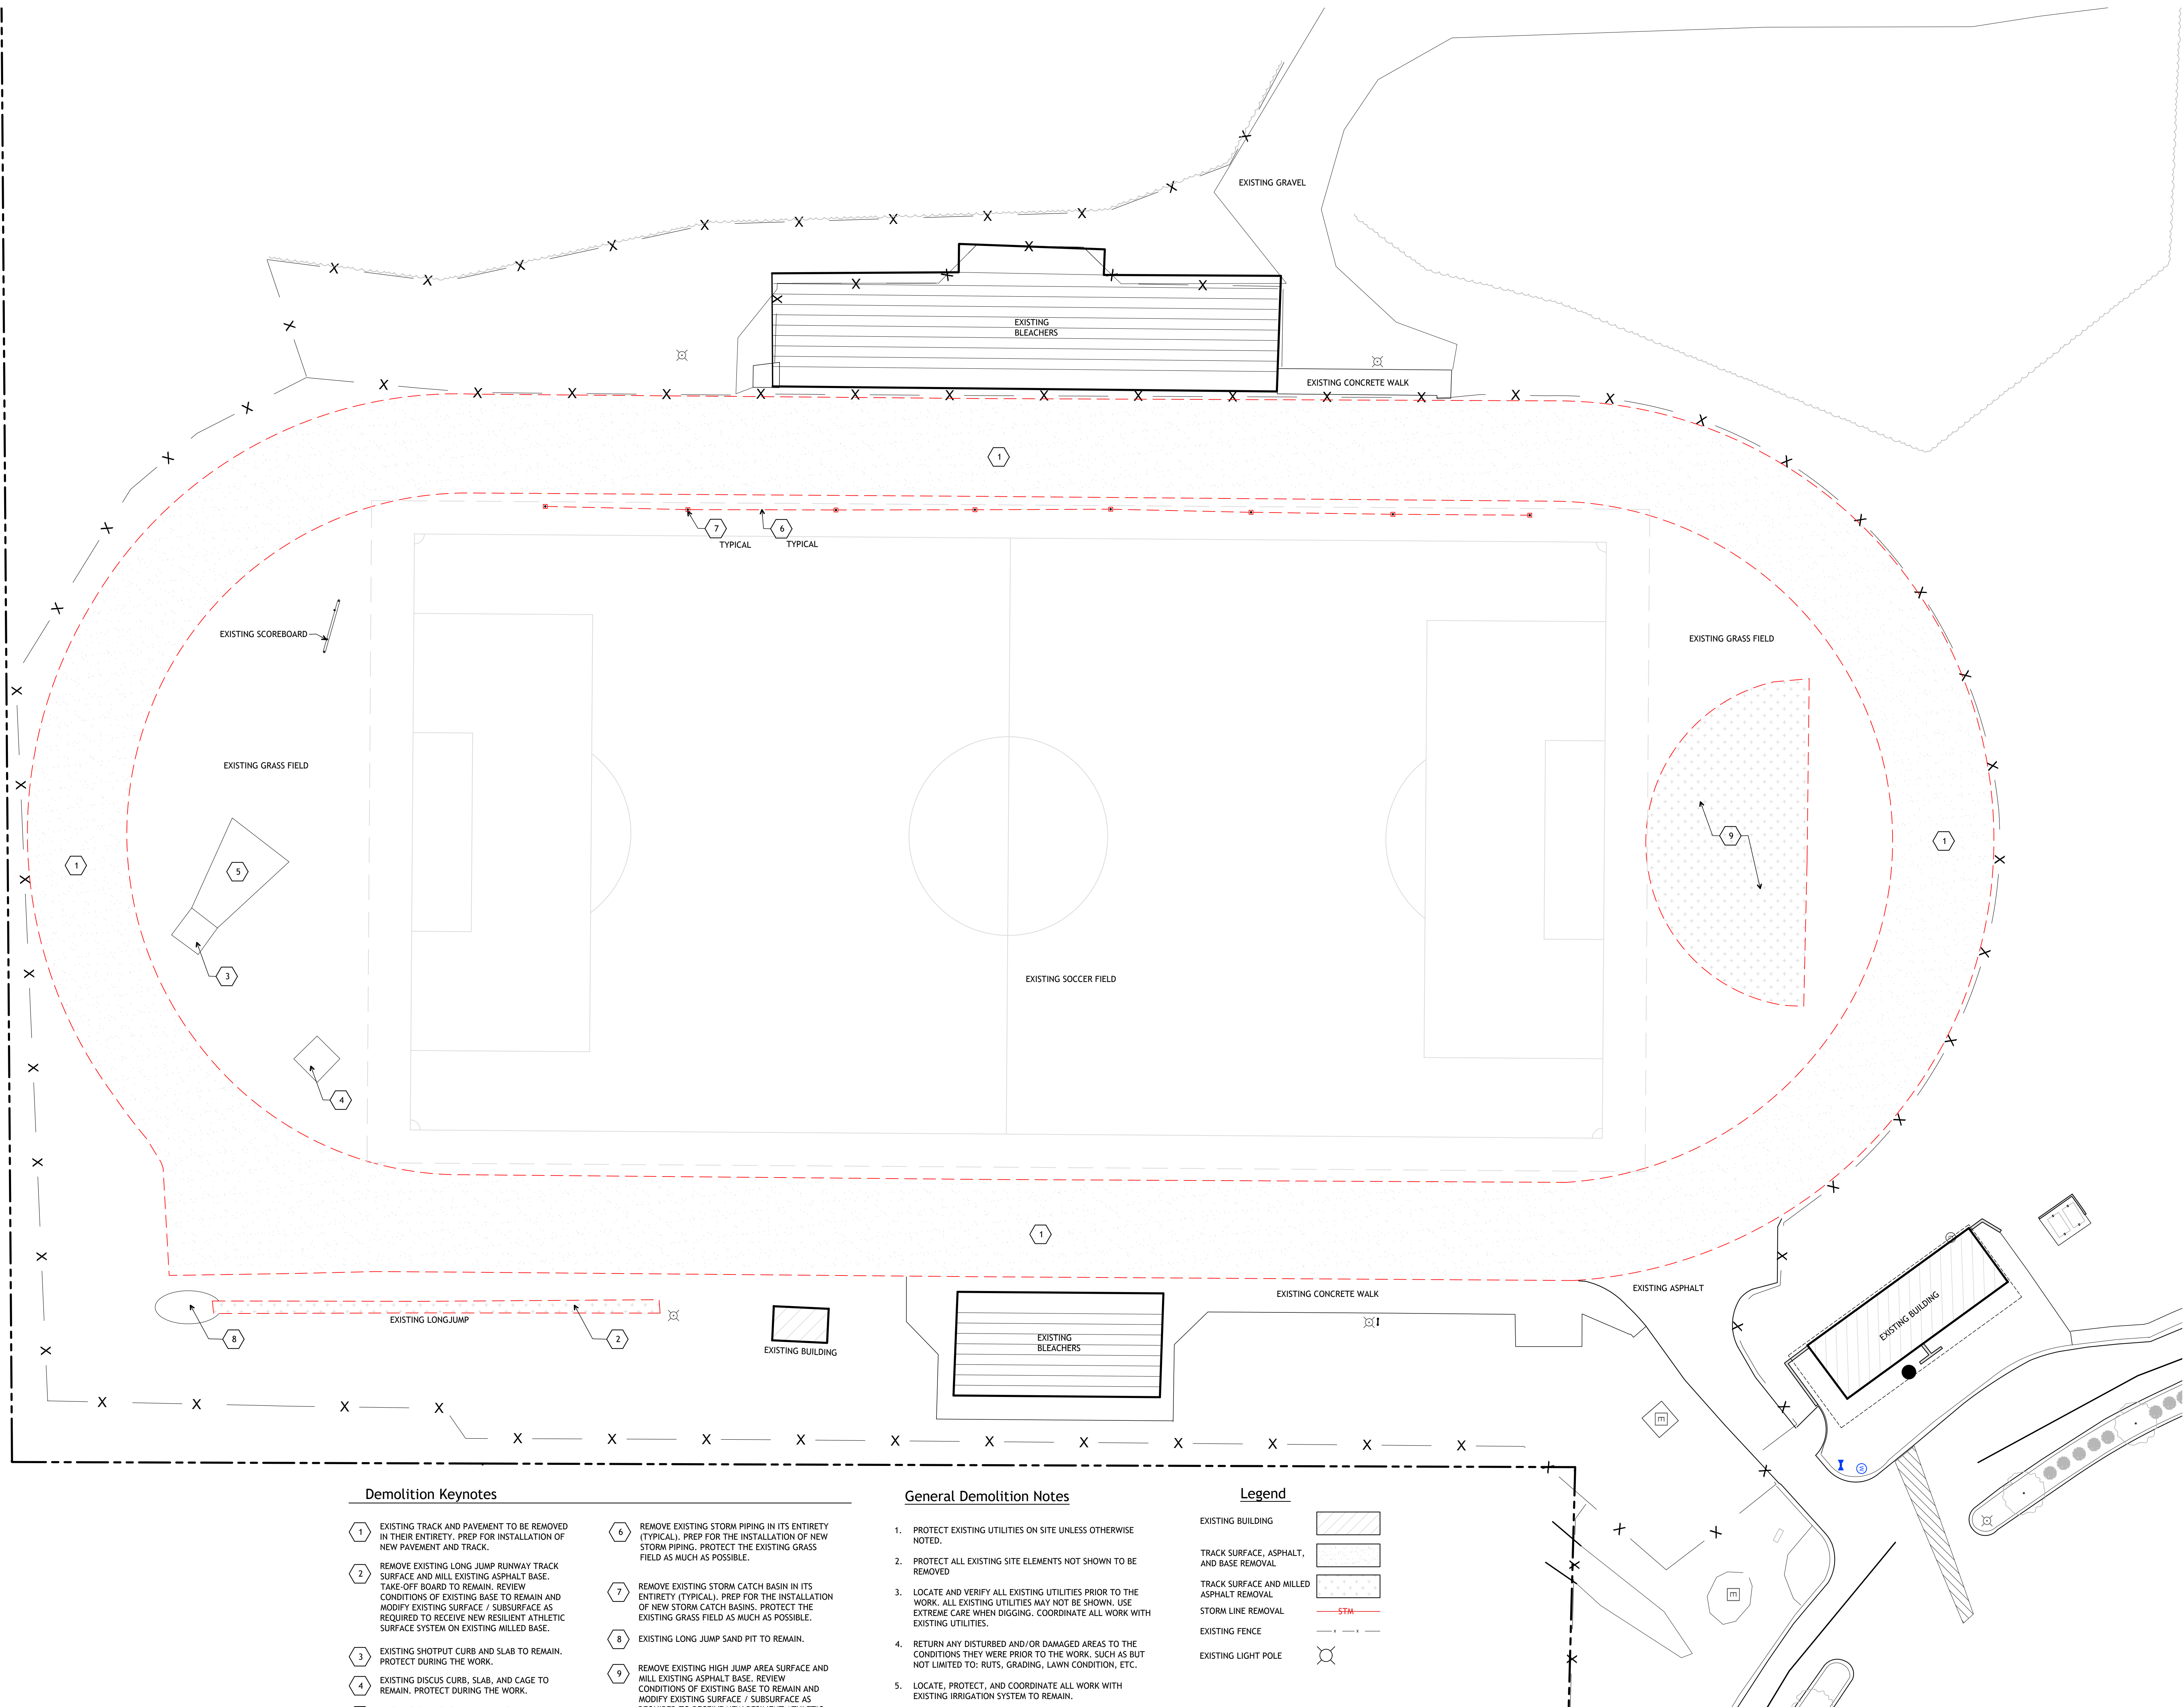 EXISTING GRAVEL
EXISTING
BLEACHERS
EXISTING CONCRETE WALK
1
7
6
TYPICAL
TYPICAL
EXISTING SCOREBOARD
EXISTING GRASS FIELD
EXISTING GRASS FIELD
9
1
1
5
3
EXISTING SOCCER FIELD
4
1
EXISTING ASPHALT
EXISTING CONCRETE WALK
EXISTING BUILDING
EXISTING LONGJUMP
8
2
EXISTING
BLEACHERS
EXISTING BUILDING
E
E
Demolition Keynotes
1
EXISTING TRACK AND PAVEMENT TO BE REMOVED
IN THEIR ENTIRETY. PREP FOR INSTALLATION OF
NEW PAVEMENT AND TRACK.
2
REMOVE EXISTING LONG JUMP RUNWAY TRACK
SURFACE AND MILL EXISTING ASPHALT BASE.
TAKE-OFF BOARD TO REMAIN. REVIEW
CONDITIONS OF EXISTING BASE TO REMAIN AND
MODIFY EXISTING SURFACE / SUBSURFACE AS
REQUIRED TO RECEIVE NEW RESILIENT ATHLETIC
SURFACE SYSTEM ON EXISTING MILLED BASE.
3
EXISTING SHOTPUT CURB AND SLAB TO REMAIN.
PROTECT DURING THE WORK.
4
EXISTING DISCUS CURB, SLAB, AND CAGE TO
REMAIN. PROTECT DURING THE WORK.
6
REMOVE EXISTING STORM PIPING IN ITS ENTIRETY
(TYPICAL). PREP FOR THE INSTALLATION OF NEW
STORM PIPING. PROTECT THE EXISTING GRASS
FIELD AS MUCH AS POSSIBLE.
7
REMOVE EXISTING STORM CATCH BASIN IN ITS
ENTIRETY (TYPICAL). PREP FOR THE INSTALLATION
OF NEW STORM CATCH BASINS. PROTECT THE
EXISTING GRASS FIELD AS MUCH AS POSSIBLE.
8
EXISTING LONG JUMP SAND PIT TO REMAIN.
9
REMOVE EXISTING HIGH JUMP AREA SURFACE AND
MILL EXISTING ASPHALT BASE. REVIEW
CONDITIONS OF EXISTING BASE TO REMAIN AND
MODIFY EXISTING SURFACE / SUBSURFACE AS
General Demolition Notes
1. PROTECT EXISTING UTILITIES ON SITE UNLESS OTHERWISE
NOTED.
2. PROTECT ALL EXISTING SITE ELEMENTS NOT SHOWN TO BE
REMOVED
3. LOCATE AND VERIFY ALL EXISTING UTILITIES PRIOR TO THE
WORK. ALL EXISTING UTILITIES MAY NOT BE SHOWN. USE
EXTREME CARE WHEN DIGGING. COORDINATE ALL WORK WITH
EXISTING UTILITIES.
4. RETURN ANY DISTURBED AND/OR DAMAGED AREAS TO THE
CONDITIONS THEY WERE PRIOR TO THE WORK. SUCH AS BUT
NOT LIMITED TO: RUTS, GRADING, LAWN CONDITION, ETC.
5. LOCATE, PROTECT, AND COORDINATE ALL WORK WITH
EXISTING IRRIGATION SYSTEM TO REMAIN.
Legend
EXISTING BUILDING
TRACK SURFACE, ASPHALT,
AND BASE REMOVAL
TRACK SURFACE AND MILLED
ASPHALT REMOVAL
STORM LINE REMOVAL
STM
EXISTING FENCE
EXISTING LIGHT POLE